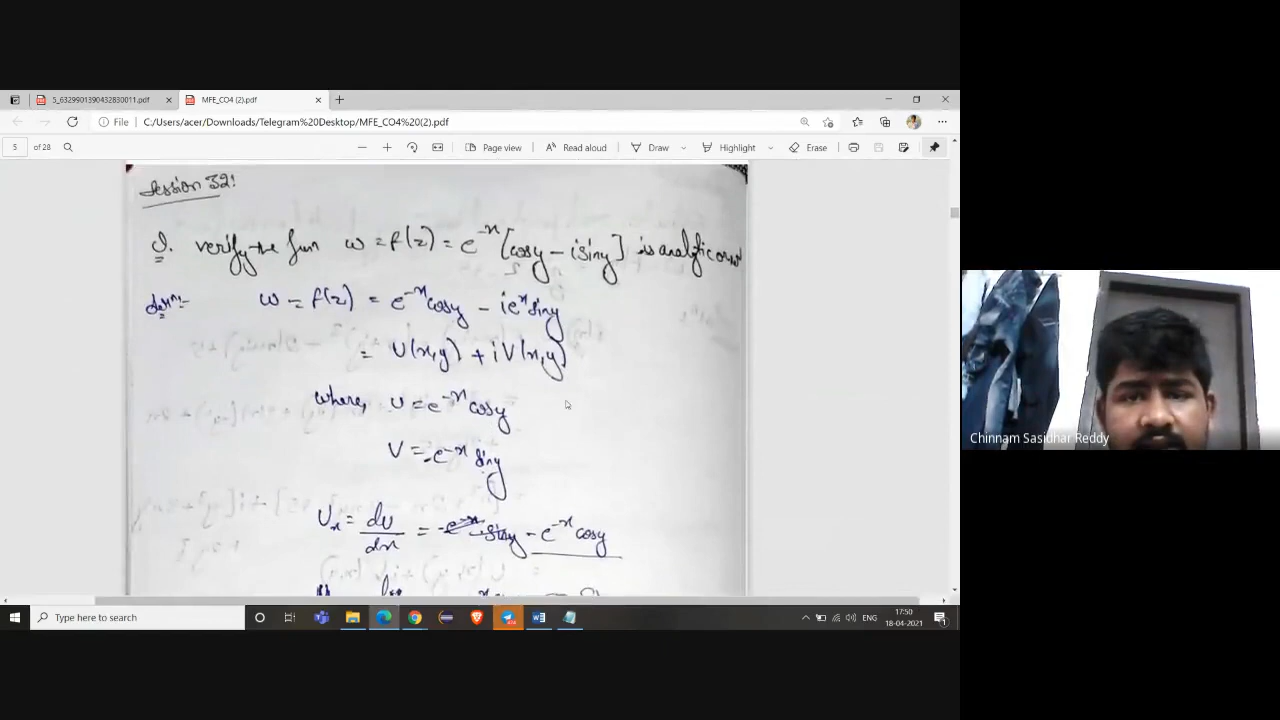 5_6329901390432830011.pdf
MFE_CO4 (2).pdf
File
C:/Users/acer/Downloads/Telegram%20Desktop/MFE_CO4%20(2).pdf
5 of 28
Page view
Read aloud
Draw
Highlight
Erase
Session 32:
Q. verify the fun w = f(z) = e^-x [cosy - isiny] is analytic or not
w = f(z) = e^-x cosy - ie^x siny
= U(x,y) + iV(x,y)
where, U = e^-x cosy
V = -e^-x siny
Ux = dU/dx = -e^-x siny - e^-x cosy
Chinnam Sasidhar Reddy
Type here to search
ENG
17:50
18-04-2021